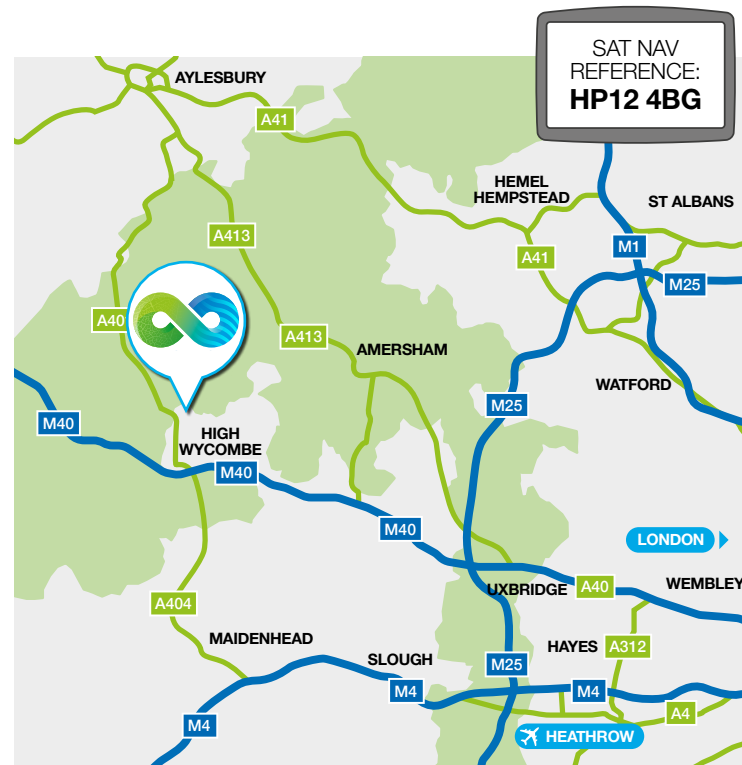 SAT NAV
REFERENCE:
HP12 4BG
AYLESBURY
A41
HEMEL
HEMPSTEAD
ST ALBANS
A413
M1
A41
M25
A40
A413
AMERSHAM
WATFORD
M25
M40
HIGH
WYCOMBE
M40
M40
LONDON
UXBRIDGE
A40
WEMBLEY
A404
MAIDENHEAD
HAYES
A312
SLOUGH
M25
M4
M4
A4
M4
HEATHROW